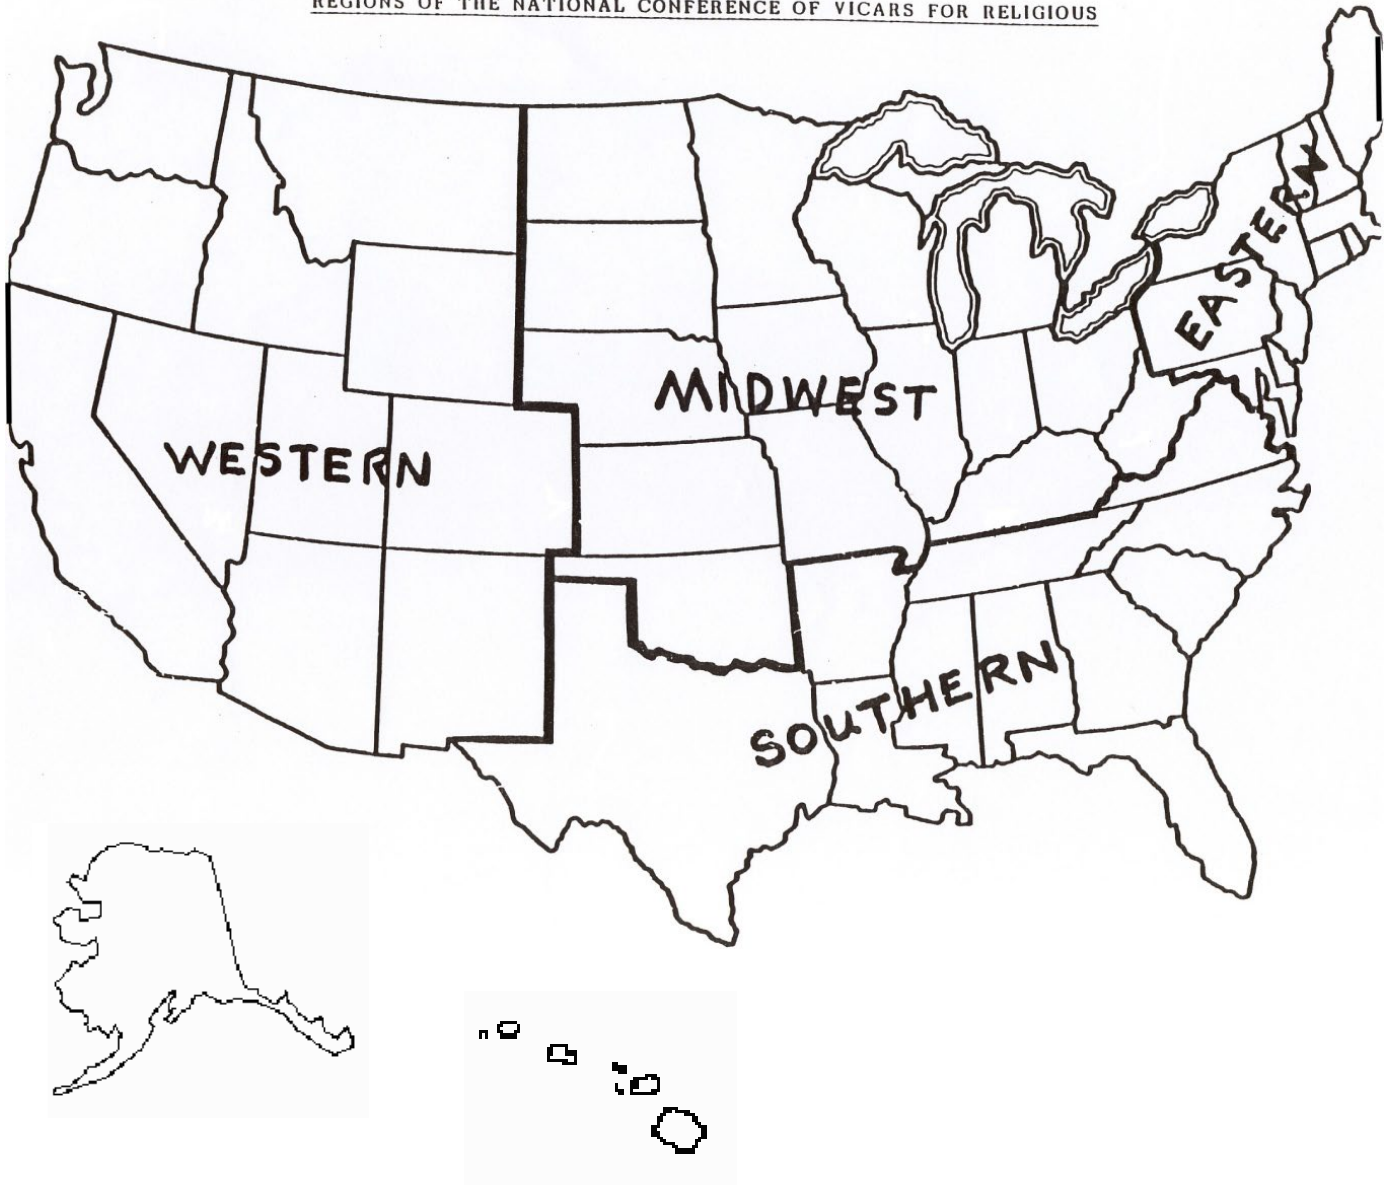 REGIONS OF THE NATIONAL CONFERENCE OF VICARS FOR RELIGIOUS
EASTERN
MIDWEST
WESTERN
SOUTHERN